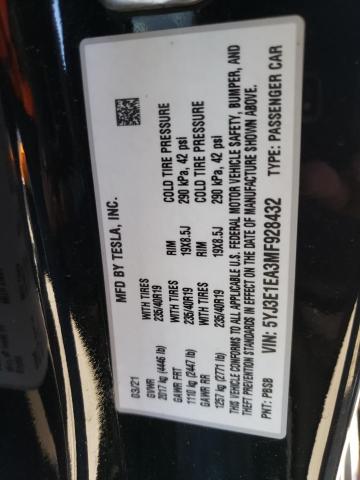 MFD BY TESLA, INC.
03/21
GVWR
2017 kg (4446 lb)
WITH TIRES
235/40R19
RIM
19X8.5J
COLD TIRE PRESSURE
290 kPa, 42 psi
GAWR FRT
1110 kg (2447 lb)
WITH TIRES
235/40R19
RIM
19X8.5J
COLD TIRE PRESSURE
290 kPa, 42 psi
GAWR RR
1257 kg (2771 lb)
THIS VEHICLE CONFORMS TO ALL APPLICABLE U.S. FEDERAL MOTOR VEHICLE SAFETY, BUMPER, AND
THEFT PREVENTION STANDARDS IN EFFECT ON THE DATE OF MANUFACTURE SHOWN ABOVE.
VIN: 5YJ3E1EA3MF928432
PNT: PBSB
TYPE: PASSENGER CAR